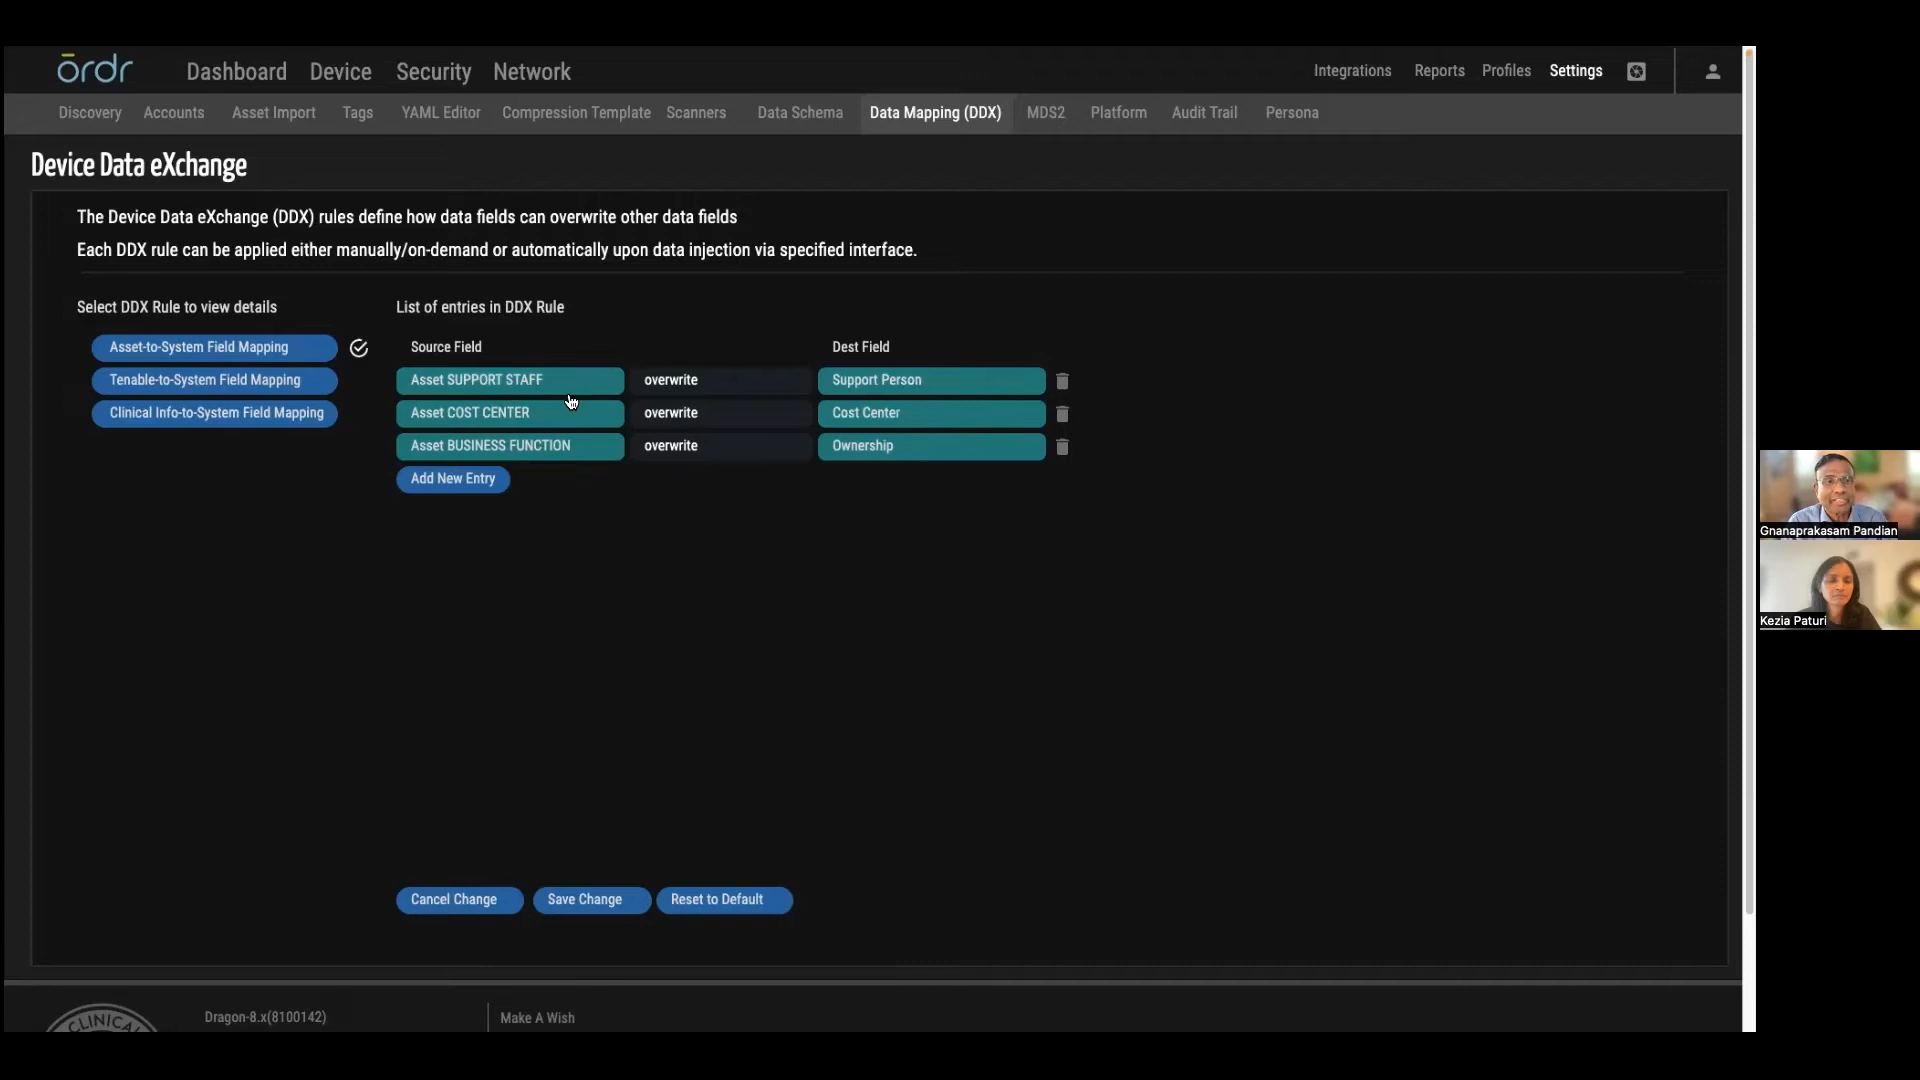 ōrdr Dashboard Device Security Network Integrations Reports Profiles Settings
Discovery Accounts Asset Import Tags YAML Editor Compression Template Scanners Data Schema Data Mapping (DDX) MDS2 Platform Audit Trail Persona
Device Data eXchange
The Device Data eXchange (DDX) rules define how data fields can overwrite other data fields
Each DDX rule can be applied either manually/on-demand or automatically upon data injection via specified interface.
Select DDX Rule to view details List of entries in DDX Rule
Asset-to-System Field Mapping Source Field Dest Field
Tenable-to-System Field Mapping Asset SUPPORT STAFF overwrite Support Person
Clinical Info-to-System Field Mapping Asset COST CENTER overwrite Cost Center
Asset BUSINESS FUNCTION overwrite Ownership
Add New Entry
Gnanaprakasam Pandian
Kezia Paturi
Cancel Change Save Change Reset to Default
CLINICA Dragon-8.x(8100142) Make A Wish